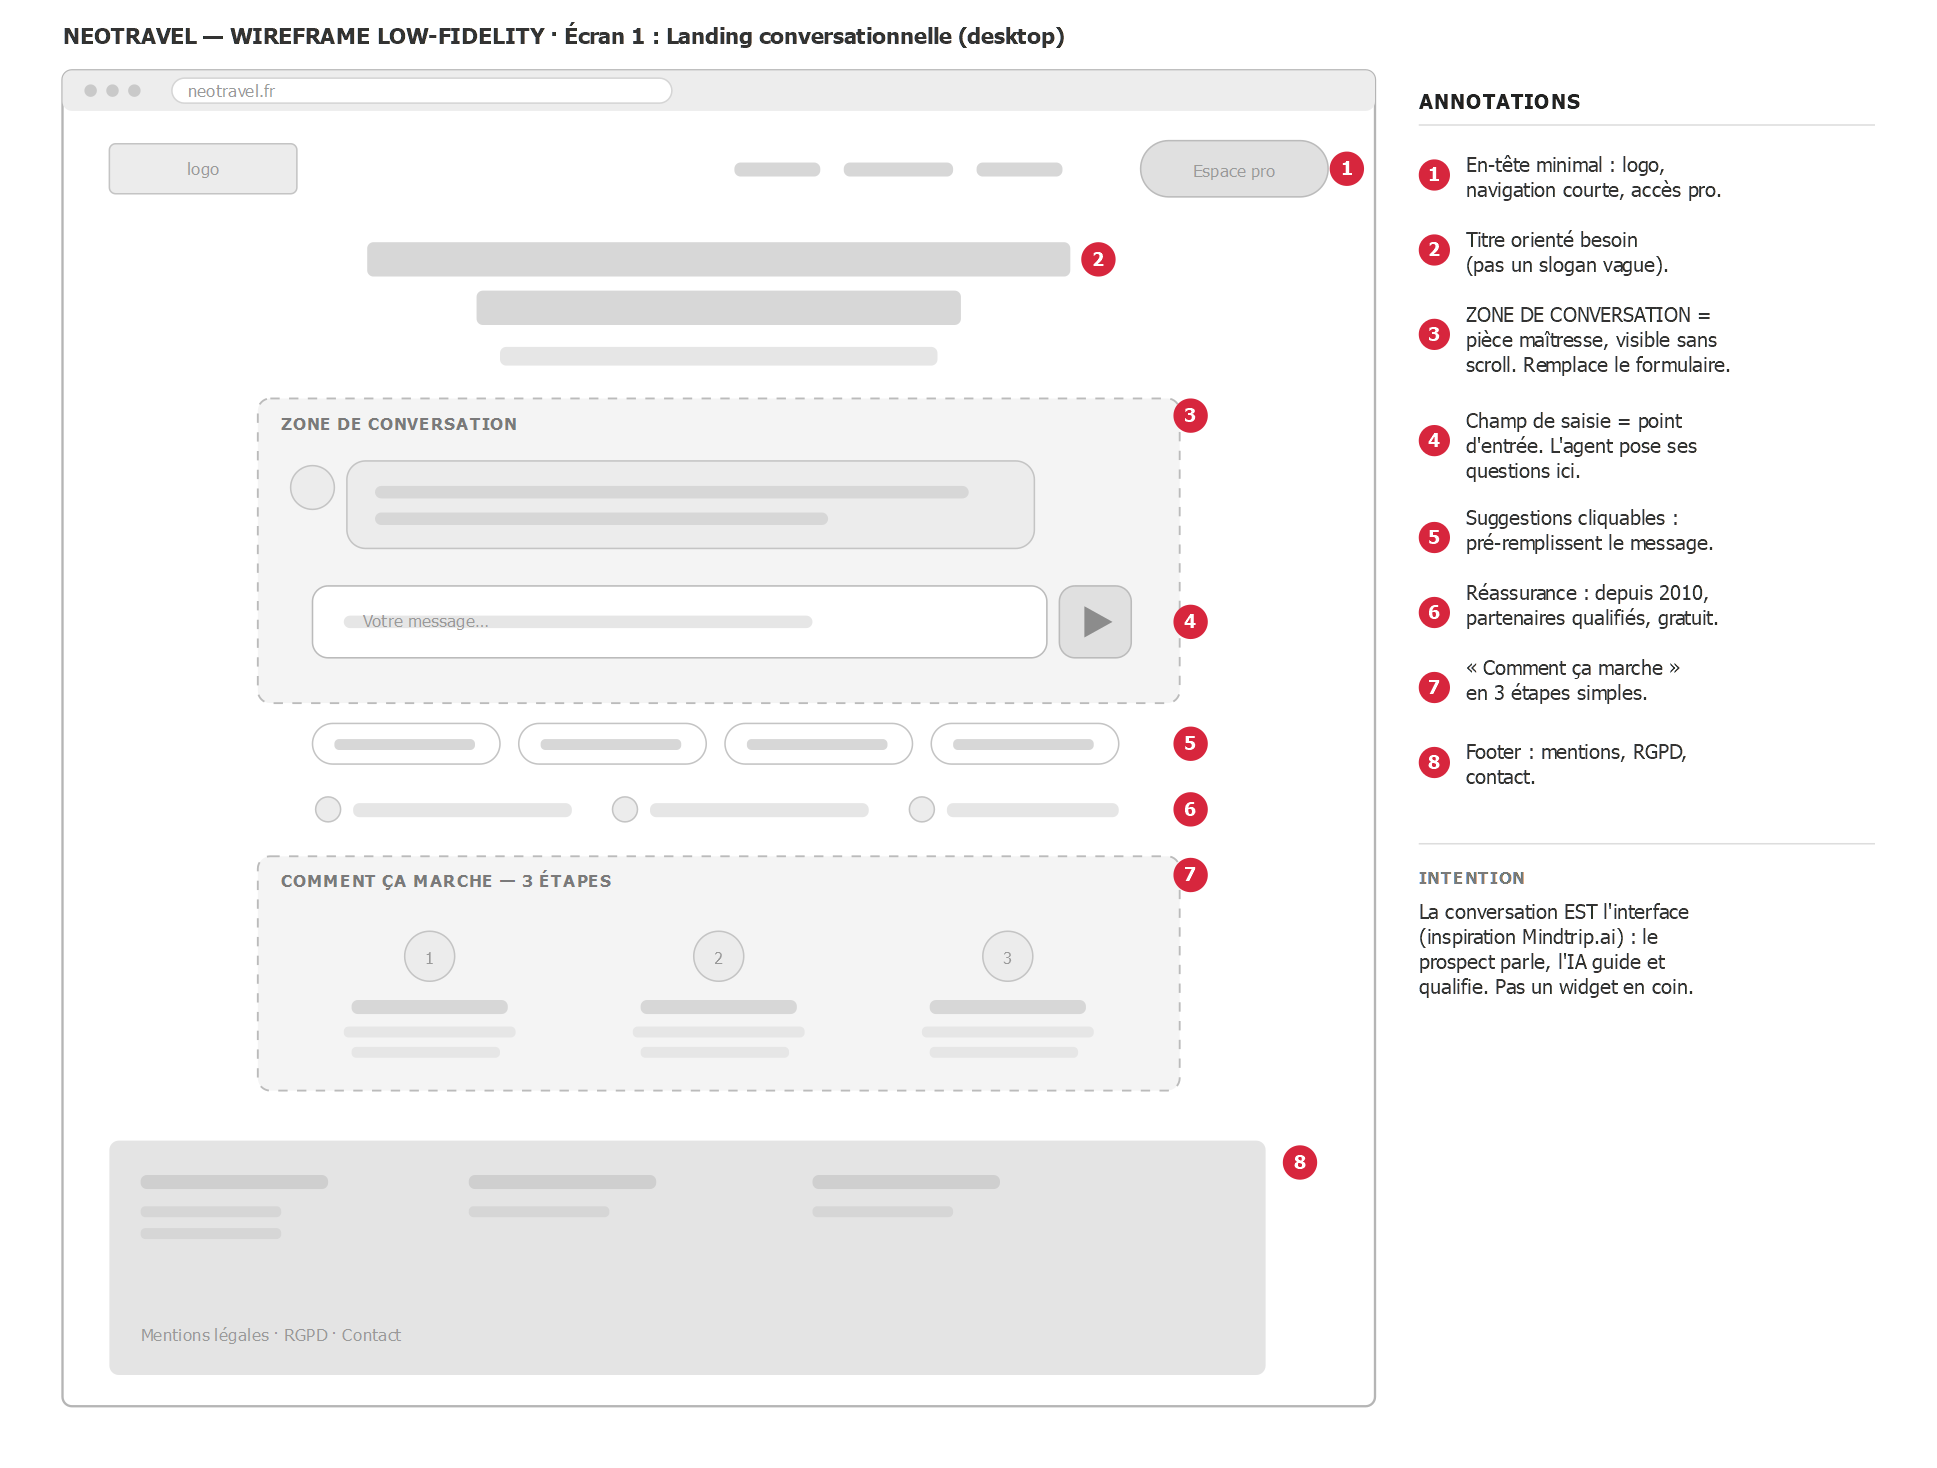 NEOTRAVEL — WIREFRAME LOW-FIDELITY · Écran 1 : Landing conversationnelle (desktop)
neotravel.fr
logo
Espace pro
1
2
ZONE DE CONVERSATION
3
Votre message...
4
5
6
COMMENT ÇA MARCHE — 3 ÉTAPES
7
1
2
3
8
Mentions légales · RGPD · Contact
ANNOTATIONS
1
En-tête minimal : logo,
navigation courte, accès pro.
2
Titre orienté besoin
(pas un slogan vague).
3
ZONE DE CONVERSATION =
pièce maîtresse, visible sans
scroll. Remplace le formulaire.
4
Champ de saisie = point
d'entrée. L'agent pose ses
questions ici.
5
Suggestions cliquables :
pré-remplissent le message.
6
Réassurance : depuis 2010,
partenaires qualifiés, gratuit.
7
« Comment ça marche »
en 3 étapes simples.
8
Footer : mentions, RGPD,
contact.
INTENTION
La conversation EST l'interface
(inspiration Mindtrip.ai) : le
prospect parle, l'IA guide et
qualifie. Pas un widget en coin.